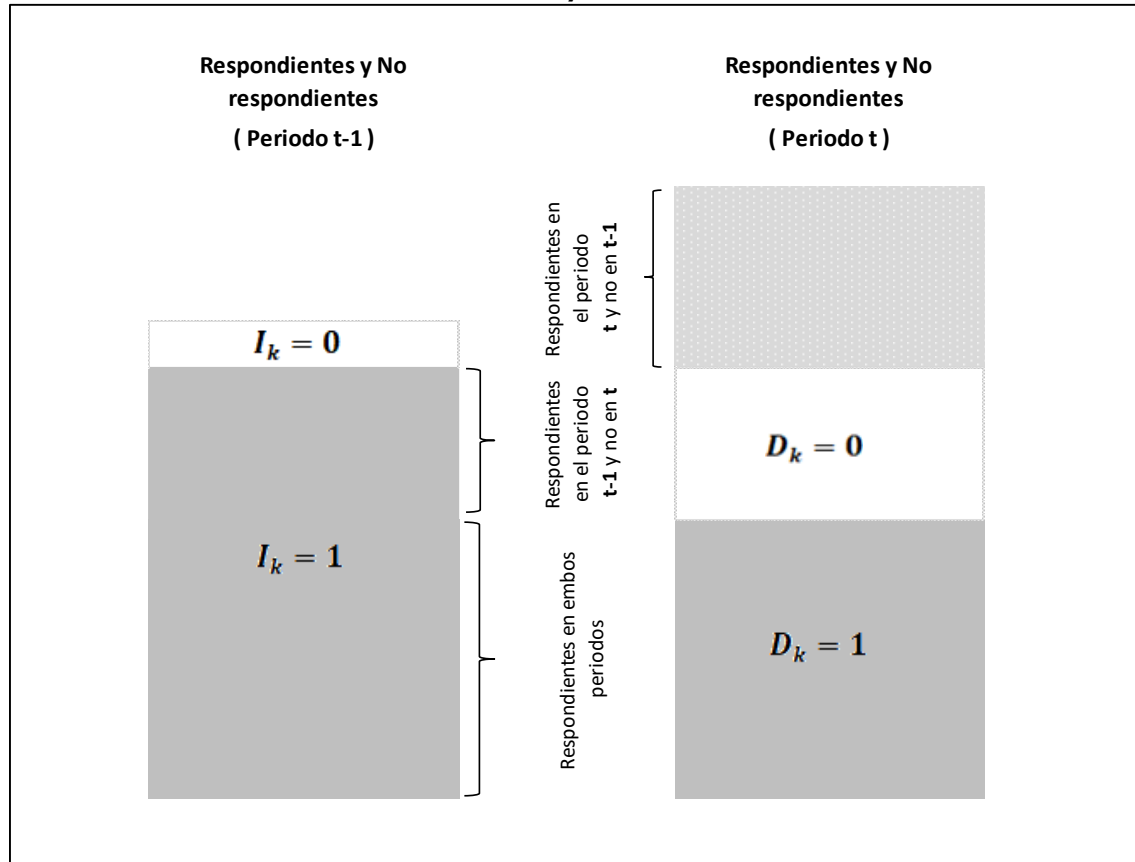 Respondientes y No
respondientes
( Periodo t-1 )
Respondientes y No
respondientes
( Periodo t )
Respondientes en
el periodo
t y no en t-1
I_k = 0
Respondientes
en el periodo
t-1 y no en t
D_k = 0
I_k = 1
Respondientes en embos
periodos
D_k = 1